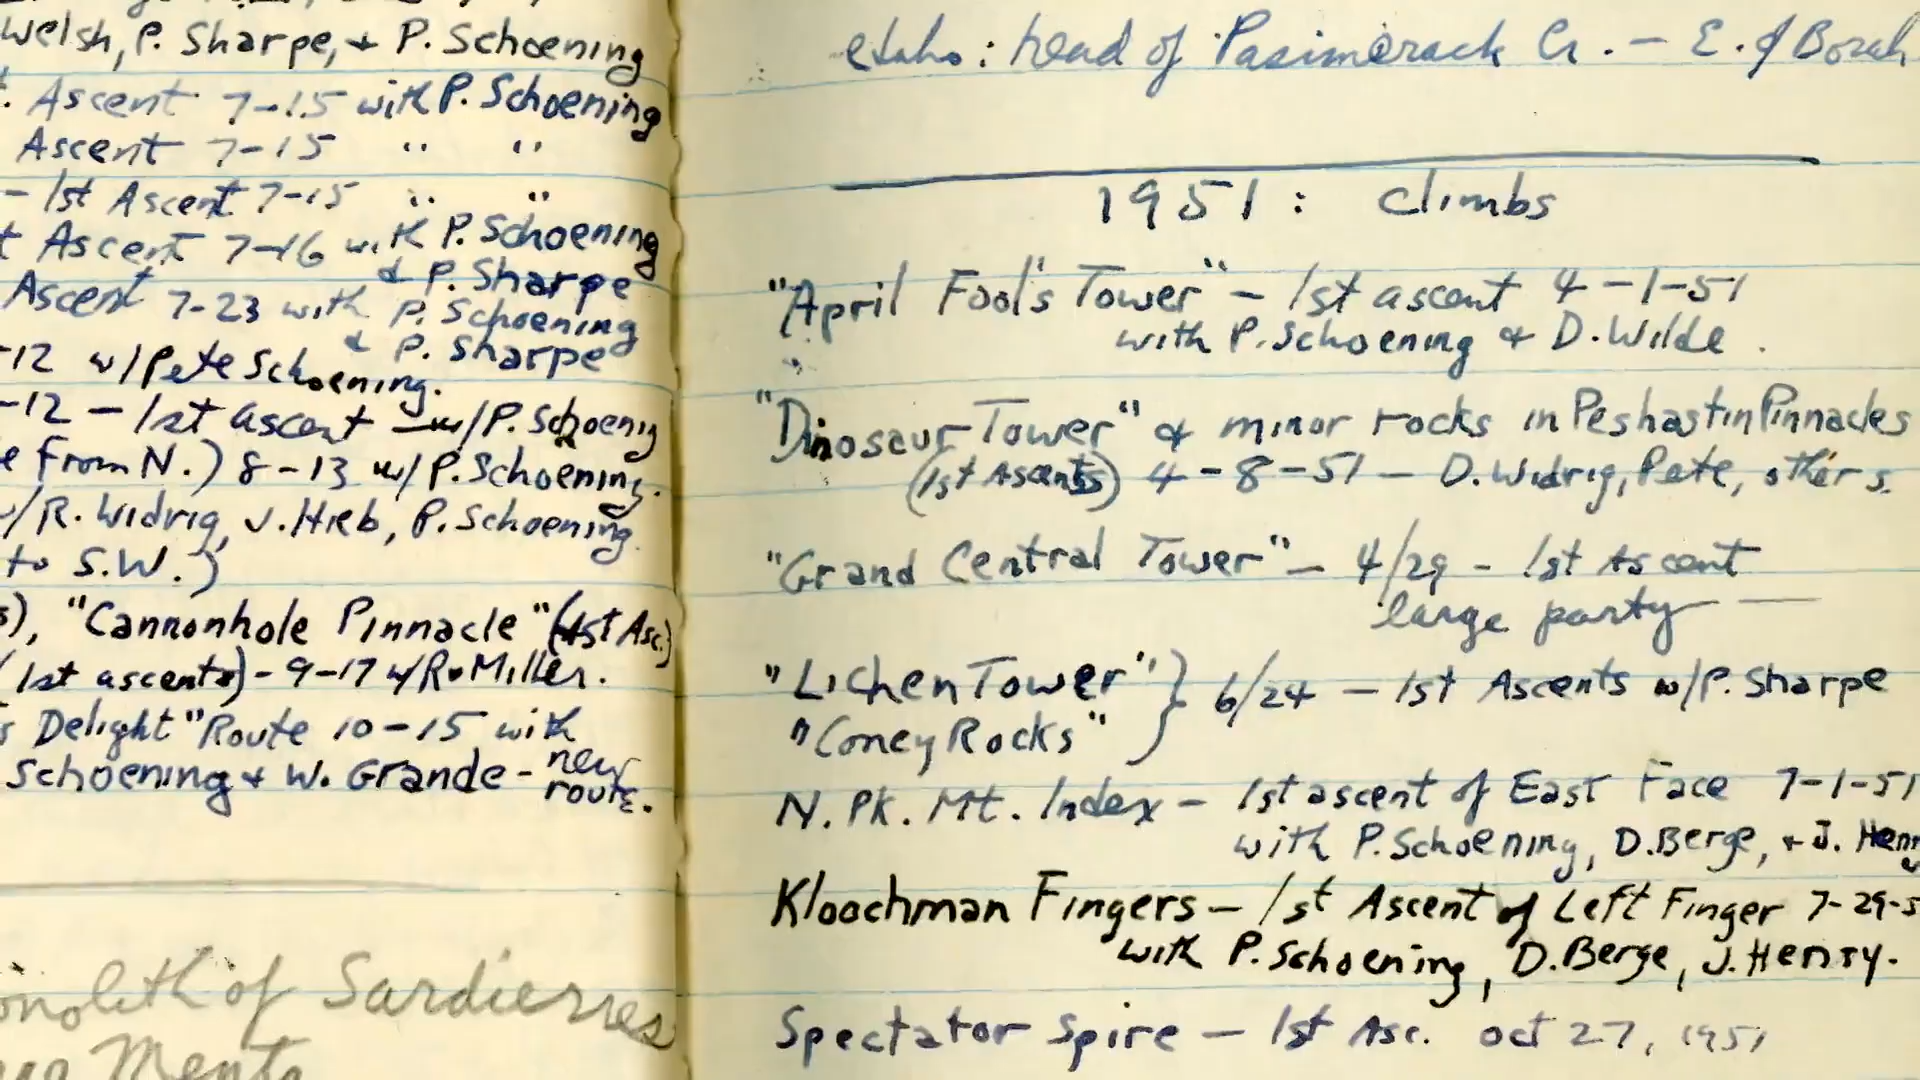 Welsh, P. Sharpe, + P. Schoening
. Ascent 7-15 with P. Schoening
Ascent 7-15 " "
- 1st Ascent 7-15 " "
t Ascent 7-16 with P. Schoening
& P. Sharpe
Ascent 7-23 with P. Schoening
& P. Sharpe
-12 w/Pete Schoening.
-12 - 1st ascent - w/P. Schoenig
e From N.) 8-13 w/P. Schoening.
/R. Widrig, J. Hieb, P. Schoening
to S.W.)
s), "Cannonhole Pinnacle" (1st Asc.)
(1st ascents) - 9-17 w/R. Miller.
s Delight" Route 10-15 with
Schoening + W. Grande - new
route.
onolith of Sardierres
Idaho: head of Pasimerack Cr. - E. of Borah
1951: climbs
"April Fool's Tower" - 1st ascent 4-1-51
with P. Schoening & D. Wilde.
"Dinosaur Tower" & minor rocks in Peshastin Pinnacles
(1st Ascents) 4-8-51 - D. Widrig, Pete, others.
"Grand Central Tower" - 4/29 - 1st Ascent
large party —
"Lichen Tower" } 6/24 - 1st Ascents w/P. Sharpe
"Coney Rocks"
N. Pk. Mt. Index - 1st ascent of East Face 7-1-51
with P. Schoening, D. Berge, + J. Henry
Kloochman Fingers - 1st Ascent of Left Finger 7-29-5
with P. Schoening, D. Berge, J. Henry.
Spectator Spire - 1st Asc. Oct 27, 1951